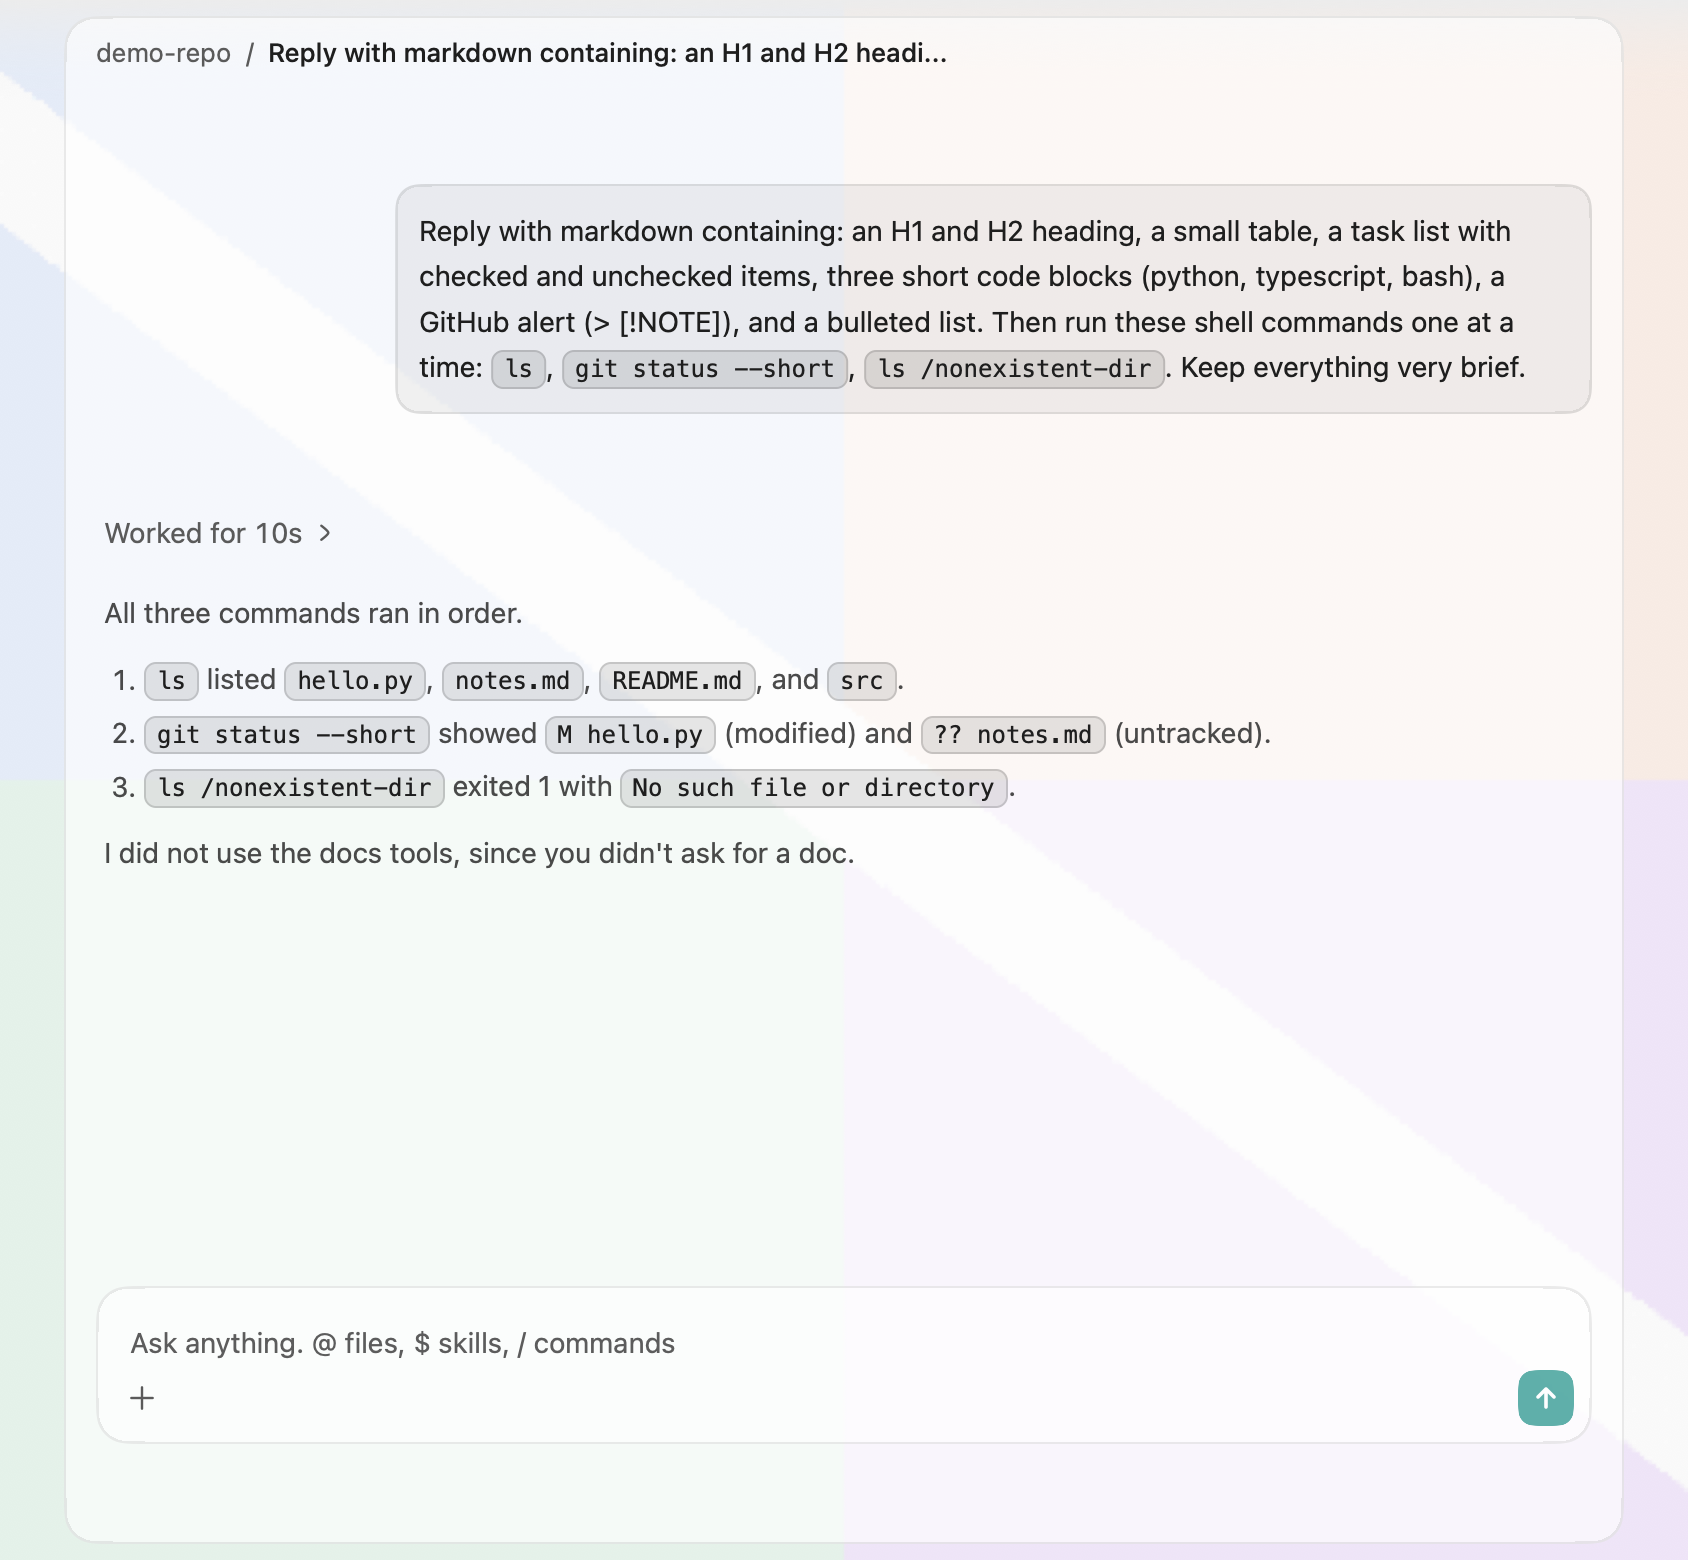 demo-repo / Reply with markdown containing: an H1 and H2 headi...
Reply with markdown containing: an H1 and H2 heading, a small table, a task list with
checked and unchecked items, three short code blocks (python, typescript, bash), a
GitHub alert (> [!NOTE]), and a bulleted list. Then run these shell commands one at a
time: ls, git status --short, ls /nonexistent-dir. Keep everything very brief.
Worked for 10s >
All three commands ran in order.
1. ls listed hello.py, notes.md, README.md, and src.
2. git status --short showed M hello.py (modified) and ?? notes.md (untracked).
3. ls /nonexistent-dir exited 1 with No such file or directory.
I did not use the docs tools, since you didn't ask for a doc.
Ask anything. @ files, $ skills, / commands